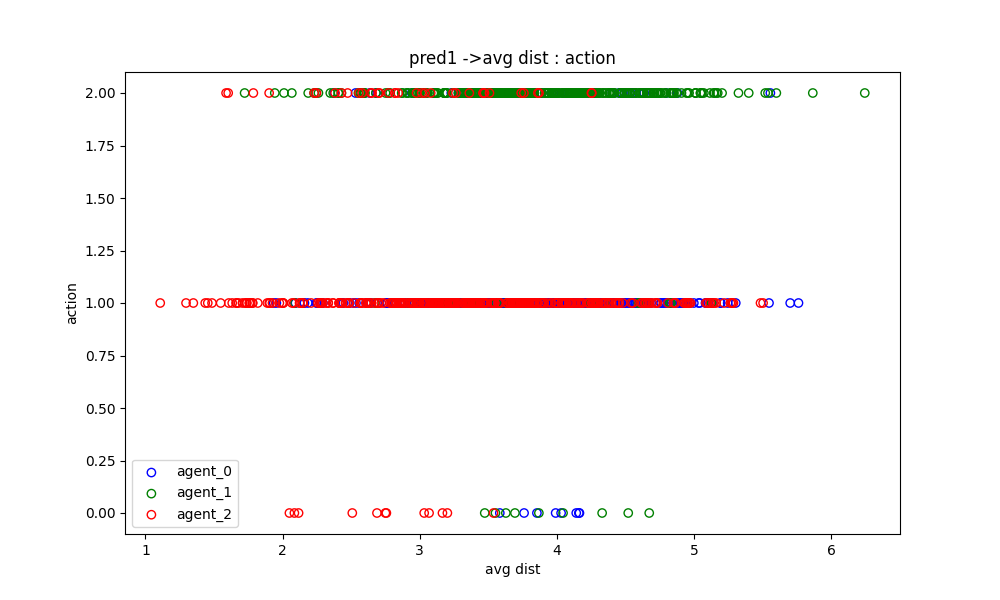 pred1 ->avg dist : action
2.00
1.75
1.50
1.25
1.00
0.75
0.50
0.25
0.00
action
agent_0
agent_1
agent_2
1 2 3 4 5 6
avg dist